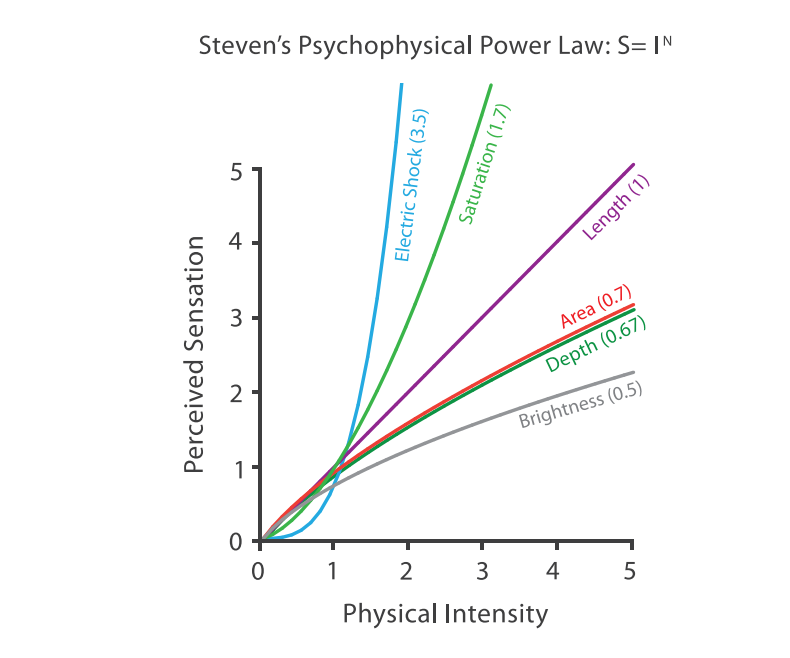 Steven’s Psychophysical Power Law: S= Iᴺ
Electric Shock (3.5)
Saturation (1.7)
Length (1)
Area (0.7)
Depth (0.67)
Brightness (0.5)
Perceived Sensation
5
4
3
2
1
0
0 1 2 3 4 5
Physical Intensity